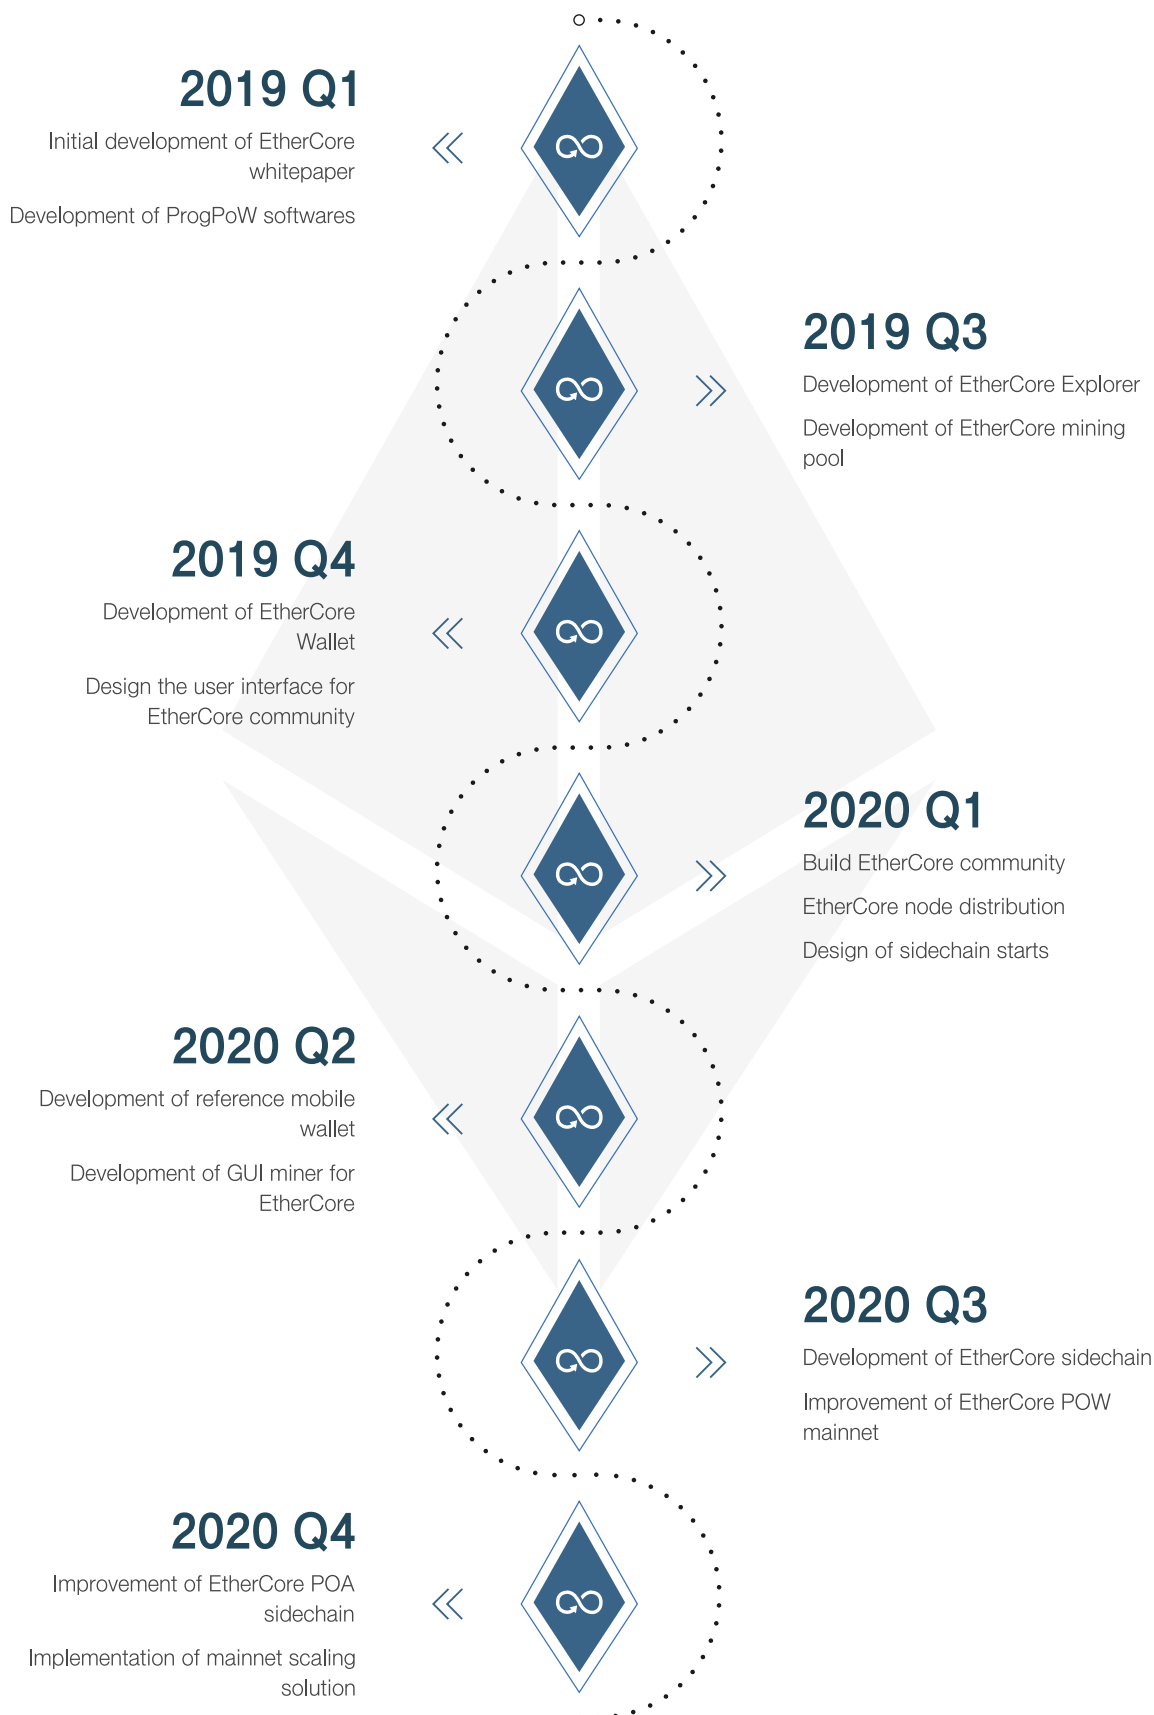 2019 Q1
Initial development of EtherCore
whitepaper
Development of ProgPoW softwares
2019 Q3
Development of EtherCore Explorer
Development of EtherCore mining
pool
2019 Q4
Development of EtherCore
Wallet
Design the user interface for
EtherCore community
2020 Q1
Build EtherCore community
EtherCore node distribution
Design of sidechain starts
2020 Q2
Development of reference mobile
wallet
Development of GUI miner for
EtherCore
2020 Q3
Development of EtherCore sidechain
Improvement of EtherCore POW
mainnet
2020 Q4
Improvement of EtherCore POA
sidechain
Implementation of mainnet scaling
solution